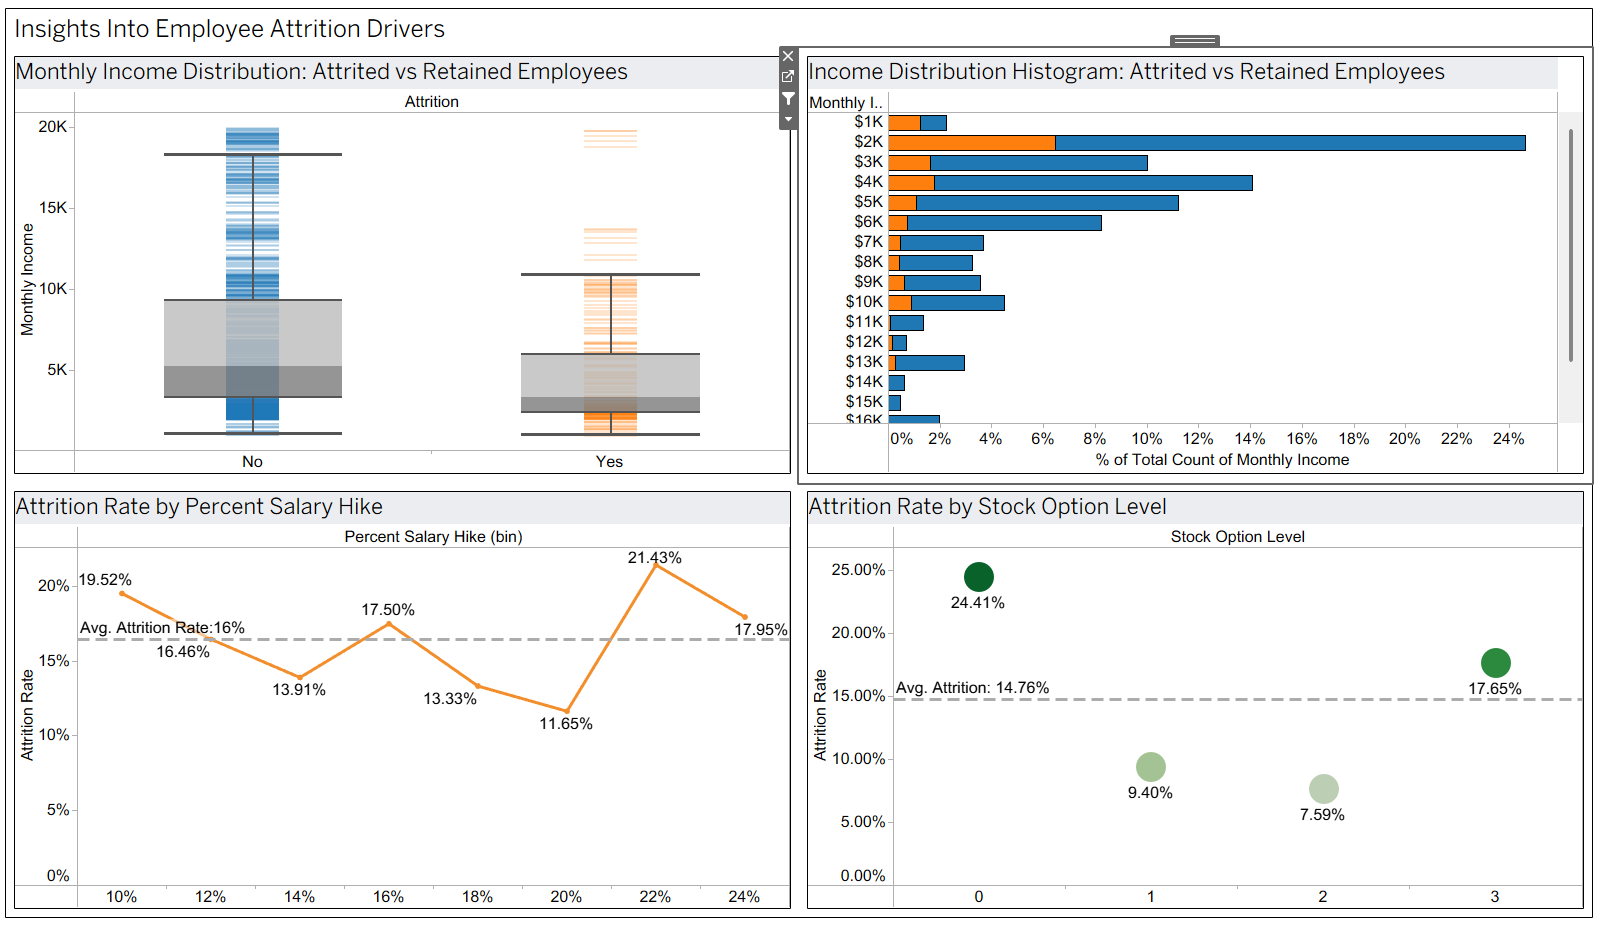 Insights Into Employee Attrition Drivers
Monthly Income Distribution: Attrited vs Retained Employees
Attrition
Monthly Income
20K
15K
10K
5K
No
Yes
Income Distribution Histogram: Attrited vs Retained Employees
Monthly I..
$1K
$2K
$3K
$4K
$5K
$6K
$7K
$8K
$9K
$10K
$11K
$12K
$13K
$14K
$15K
$16K
0% 2% 4% 6% 8% 10% 12% 14% 16% 18% 20% 22% 24%
% of Total Count of Monthly Income
Attrition Rate by Percent Salary Hike
Percent Salary Hike (bin)
Attrition Rate
20%
15%
10%
5%
0%
19.52%
Avg. Attrition Rate:16%
16.46%
13.91%
17.50%
13.33%
11.65%
21.43%
17.95%
10% 12% 14% 16% 18% 20% 22% 24%
Attrition Rate by Stock Option Level
Stock Option Level
Attrition Rate
25.00%
20.00%
15.00%
10.00%
5.00%
0.00%
24.41%
Avg. Attrition: 14.76%
9.40%
7.59%
17.65%
0 1 2 3